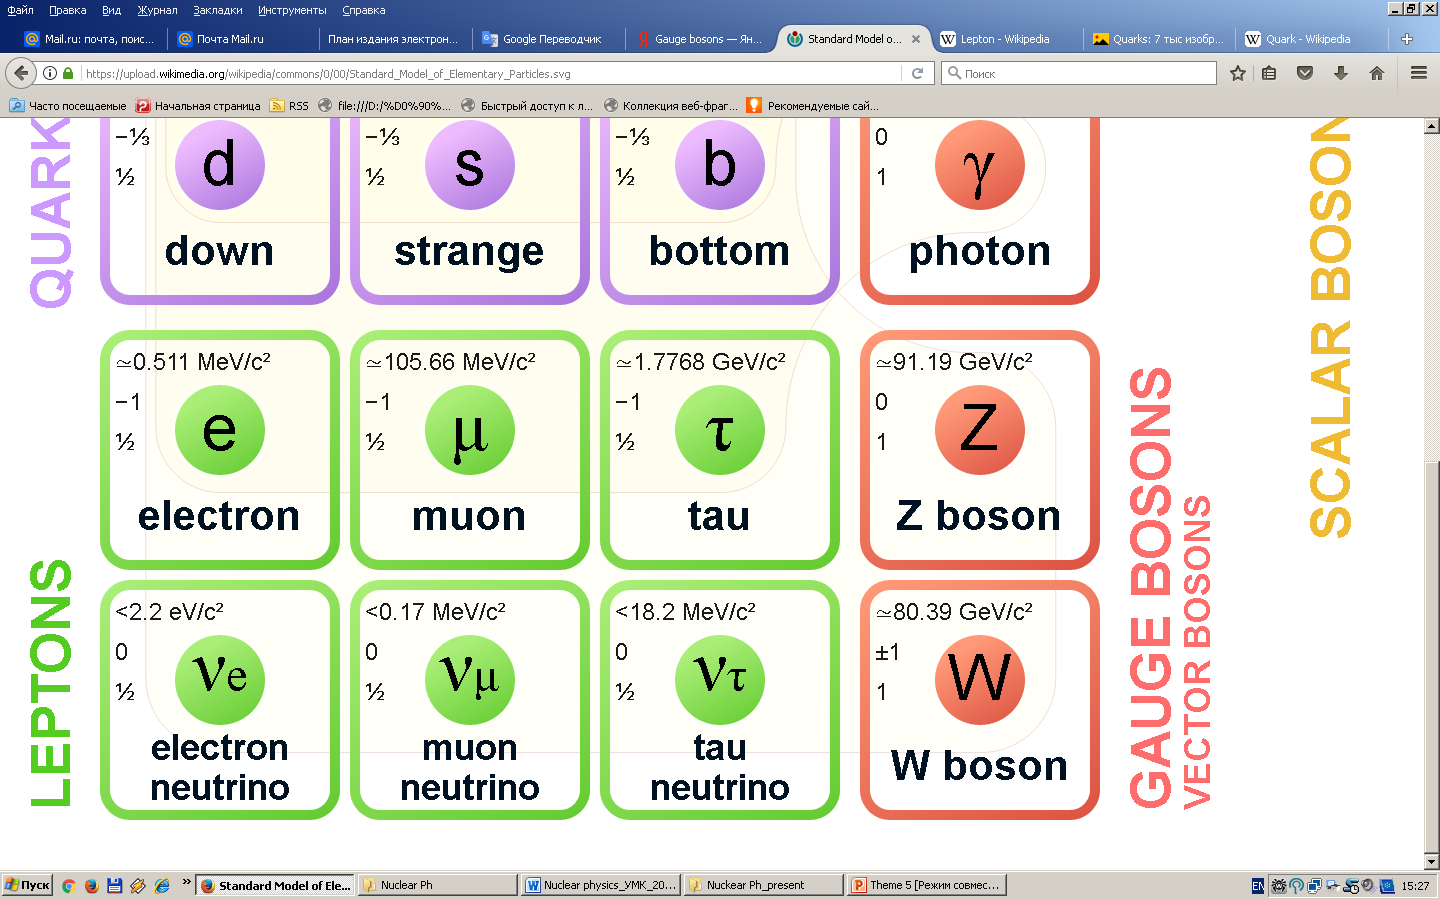 Файл Правка Вид Журнал Закладки Инструменты Справка
Mail.ru: почта, поис...
Почта Mail.ru
План издания электрон...
Google Переводчик
Gauge bosons — Ян...
Standard Model o...
Lepton - Wikipedia
Quarks: 7 тыс изобр...
Quark - Wikipedia
https://upload.wikimedia.org/wikipedia/commons/0/00/Standard_Model_of_Elementary_Particles.svg
Поиск
Часто посещаемые
Начальная страница
RSS
file:///D:/%D0%90%...
Быстрый доступ к л...
Коллекция веб-фраг...
Рекомендуемые сай...
QUARK
−⅓
½
d
down
−⅓
½
s
strange
−⅓
½
b
bottom
0
1
γ
photon
SCALAR BOSON
LEPTONS
≃0.511 MeV/c²
−1
½
e
electron
≃105.66 MeV/c²
−1
½
μ
muon
≃1.7768 GeV/c²
−1
½
τ
tau
≃91.19 GeV/c²
0
1
Z
Z boson
GAUGE BOSONS
VECTOR BOSONS
<2.2 eV/c²
0
½
νe
electron
neutrino
<0.17 MeV/c²
0
½
νμ
muon
neutrino
<18.2 MeV/c²
0
½
ντ
tau
neutrino
≃80.39 GeV/c²
±1
1
W
W boson
Пуск
Standard Model of Ele...
Nuclear Ph
Nuclear physics_УМК_20...
Nuckear Ph_present
Theme 5 [Режим совмес...
EN
15:27